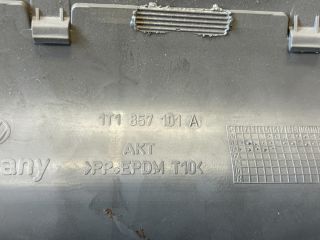 1T1 857 101 A
AKT
any
>PP-EPDM T10<